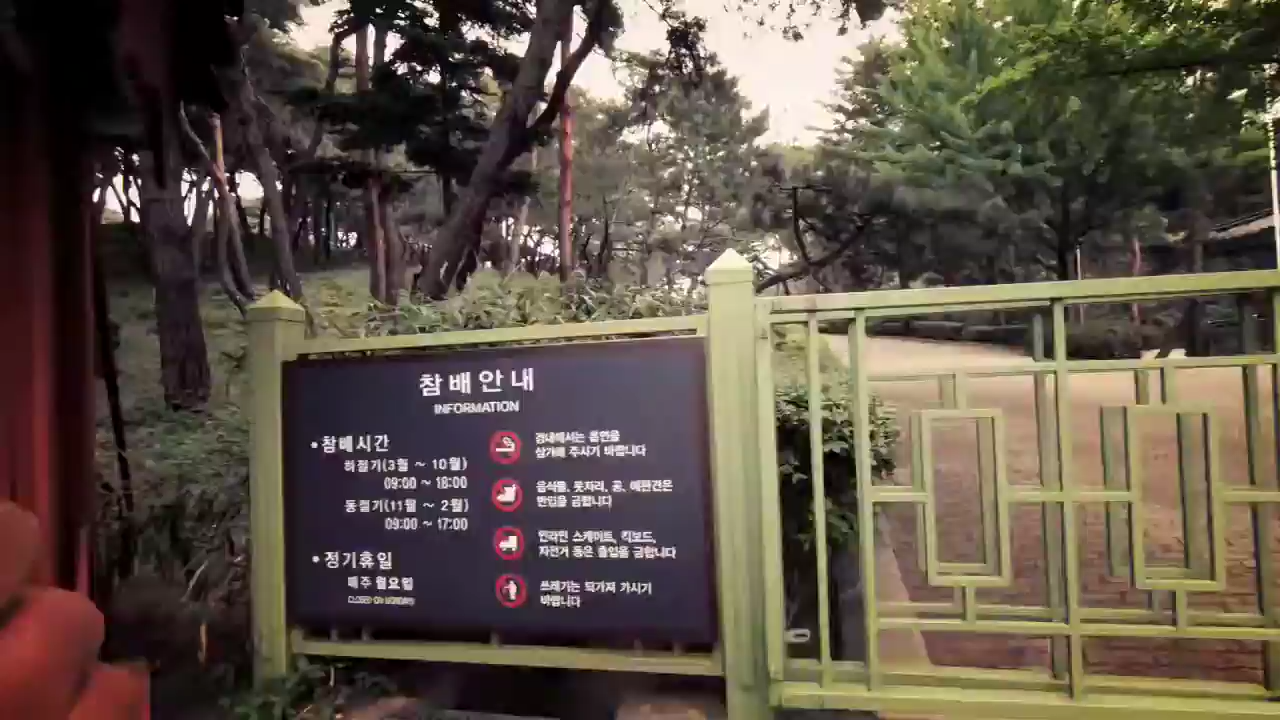 참배안내
INFORMATION
•참배시간
하절기(3월 ~ 10월)
09:00 ~ 18:00
동절기(11월 ~ 2월)
09:00 ~ 17:00
•정기휴일
매주 월요일
CLOSED ON MONDAYS
경내에서는 흡연을
삼가해 주시기 바랍니다
음식물, 돗자리, 공, 애완견은
반입을 금합니다
인라인 스케이트, 킥보드,
자전거 등은 출입을 금합니다
쓰레기는 되가져 가시기
바랍니다